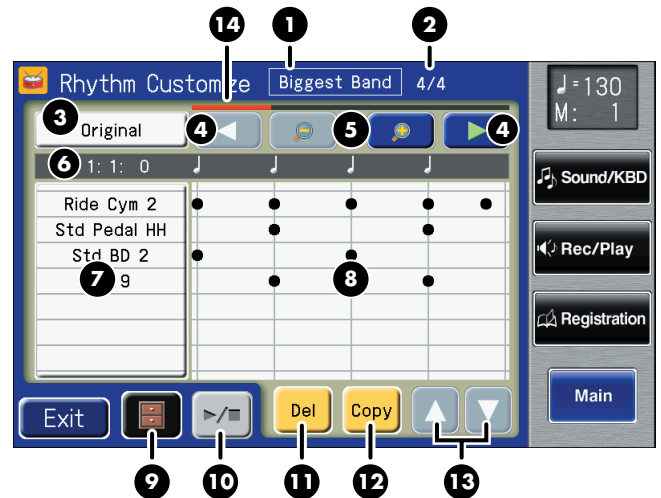 14 1 2
Rhythm Customize Biggest Band 4/4
♩=130
M: 1
3 Original 4 5 4
6 1: 1: 0
Sound/KBD
Ride Cym 2
Std Pedal HH
Std BD 2
7 9 8
Rec/Play
Registration
Exit >/■ Del Copy Main
9 10 11 12 13